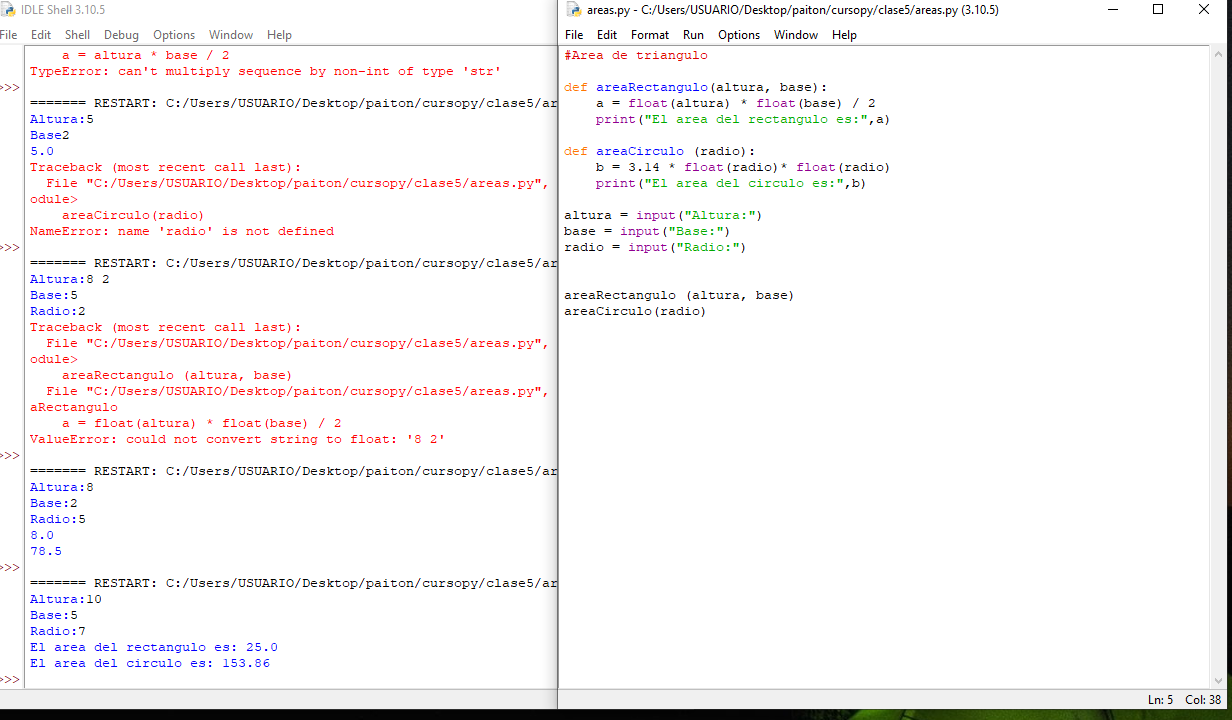 IDLE Shell 3.10.5
File Edit Shell Debug Options Window Help
a = altura * base / 2
TypeError: can't multiply sequence by non-int of type 'str'
>>>
======= RESTART: C:/Users/USUARIO/Desktop/paiton/cursopy/clase5/ar
Altura:5
Base2
5.0
Traceback (most recent call last):
File "C:/Users/USUARIO/Desktop/paiton/cursopy/clase5/areas.py",
odule>
areaCirculo(radio)
NameError: name 'radio' is not defined
>>>
======= RESTART: C:/Users/USUARIO/Desktop/paiton/cursopy/clase5/ar
Altura:8 2
Base:5
Radio:2
Traceback (most recent call last):
File "C:/Users/USUARIO/Desktop/paiton/cursopy/clase5/areas.py",
odule>
areaRectangulo (altura, base)
File "C:/Users/USUARIO/Desktop/paiton/cursopy/clase5/areas.py",
aRectangulo
a = float(altura) * float(base) / 2
ValueError: could not convert string to float: '8 2'
>>>
======= RESTART: C:/Users/USUARIO/Desktop/paiton/cursopy/clase5/ar
Altura:8
Base:2
Radio:5
8.0
78.5
>>>
======= RESTART: C:/Users/USUARIO/Desktop/paiton/cursopy/clase5/ar
Altura:10
Base:5
Radio:7
El area del rectangulo es: 25.0
El area del circulo es: 153.86
>>>
areas.py - C:/Users/USUARIO/Desktop/paiton/cursopy/clase5/areas.py (3.10.5)
File Edit Format Run Options Window Help
#Area de triangulo
def areaRectangulo(altura, base):
a = float(altura) * float(base) / 2
print("El area del rectangulo es:",a)
def areaCirculo (radio):
b = 3.14 * float(radio)* float(radio)
print("El area del circulo es:",b)
altura = input("Altura:")
base = input("Base:")
radio = input("Radio:")
areaRectangulo (altura, base)
areaCirculo(radio)
Ln: 5 Col: 38